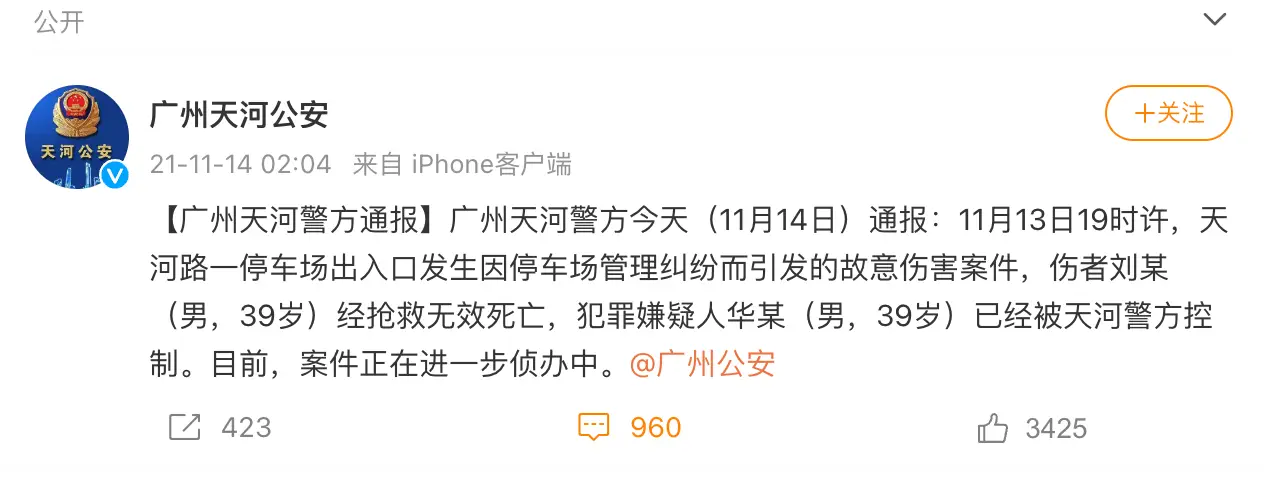 公开
广州天河公安
+关注
天河公安
21-11-14 02:04 来自 iPhone客户端
【广州天河警方通报】广州天河警方今天（11月14日）通报：11月13日19时许，天
河路一停车场出入口发生因停车场管理纠纷而引发的故意伤害案件，伤者刘某
（男，39岁）经抢救无效死亡，犯罪嫌疑人华某（男，39岁）已经被天河警方控
制。目前，案件正在进一步侦办中。@广州公安
423 960 3425